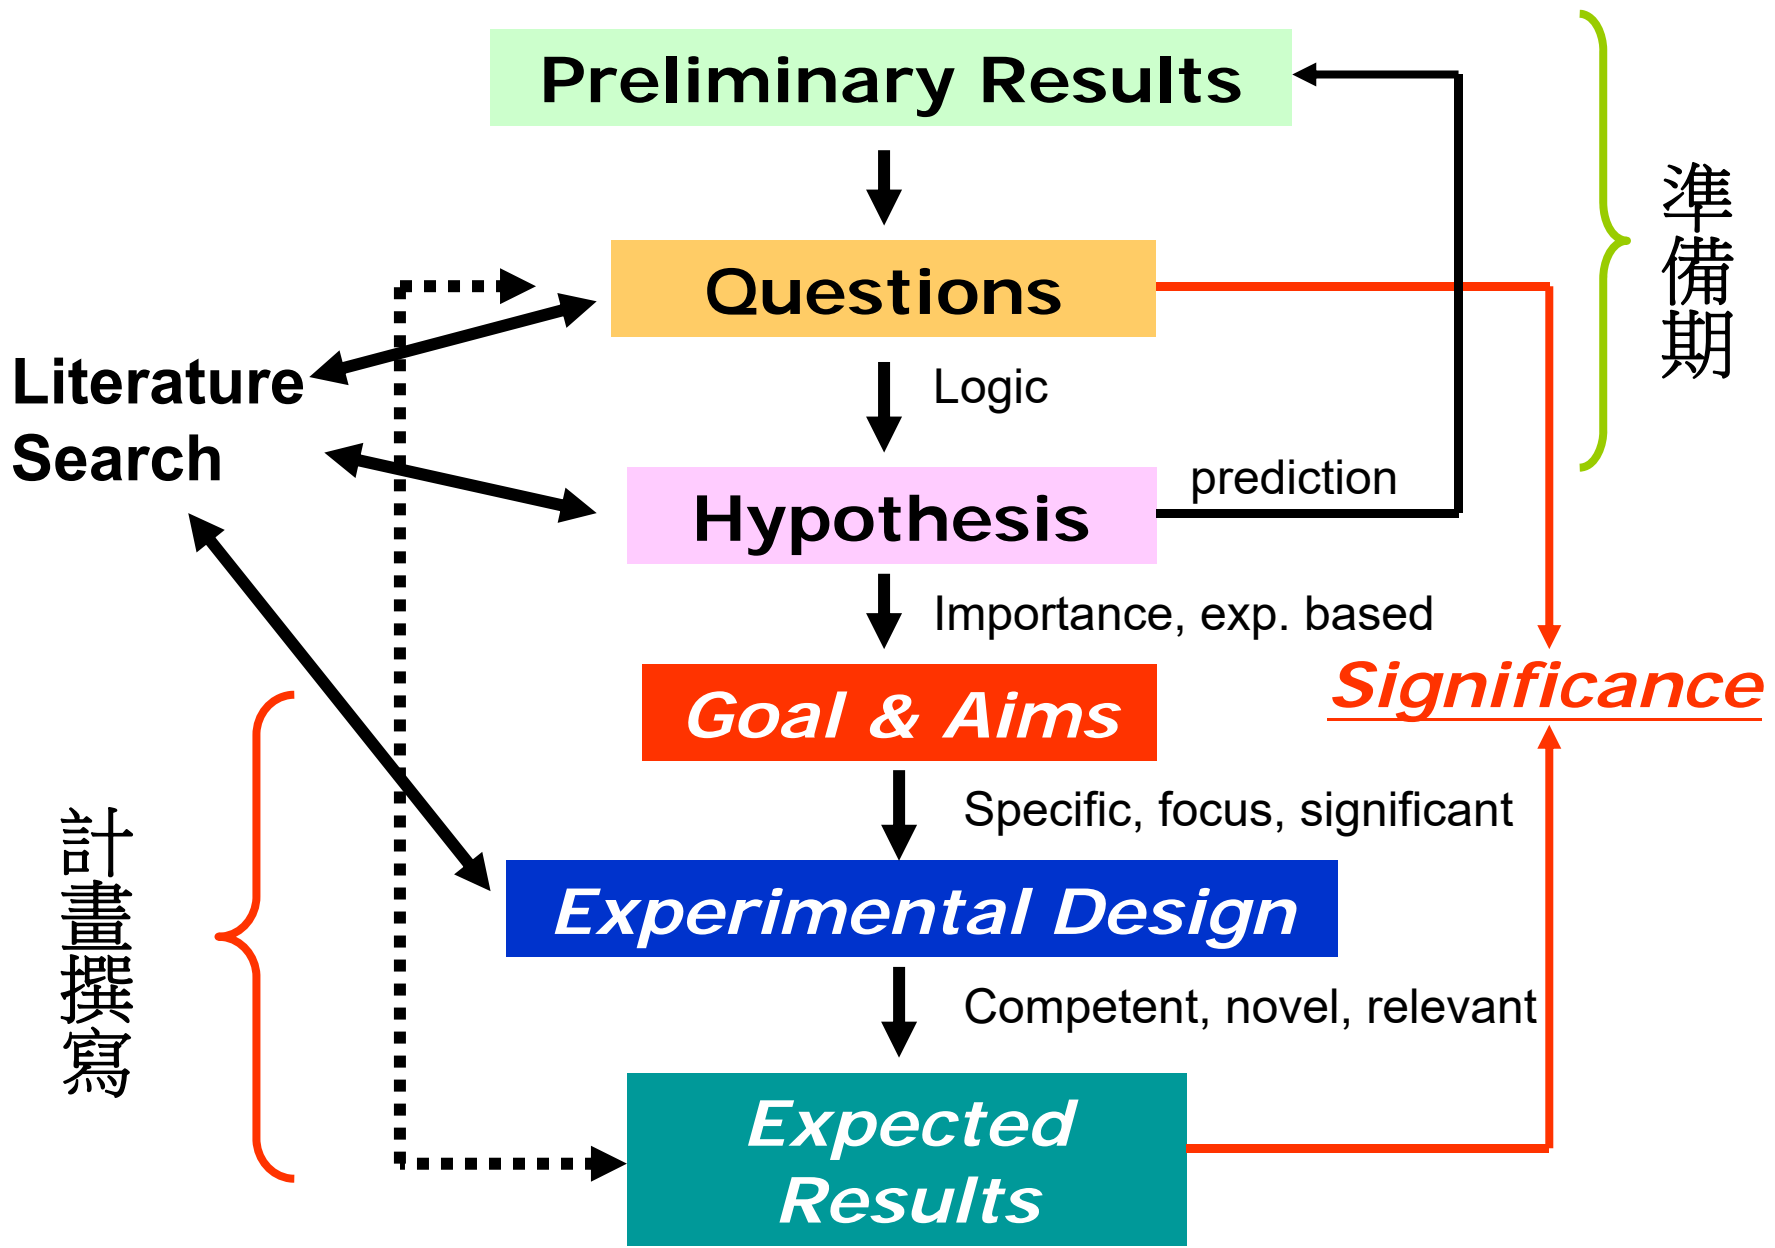 Preliminary Results
準備期
Questions
Literature
Search
Logic
prediction
Hypothesis
Importance, exp. based
Goal & Aims
Significance
Specific, focus, significant
計畫撰寫
Experimental Design
Competent, novel, relevant
Expected
Results